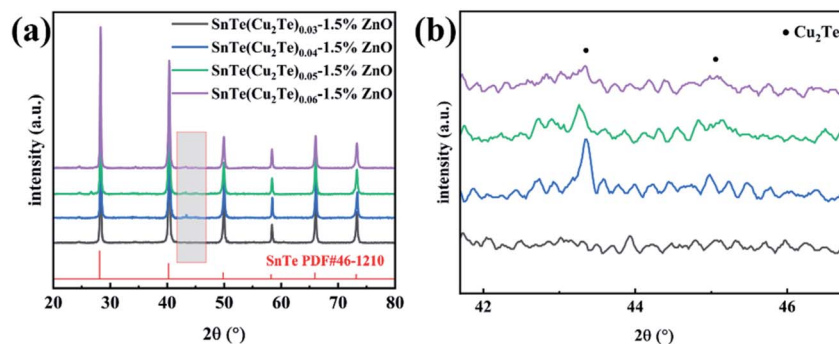 (a)
SnTe(Cu₂Te)₀.₀₃-1.5% ZnO
SnTe(Cu₂Te)₀.₀₄-1.5% ZnO
SnTe(Cu₂Te)₀.₀₅-1.5% ZnO
SnTe(Cu₂Te)₀.₀₆-1.5% ZnO
intensity (a.u.)
SnTe PDF#46-1210
20 30 40 50 60 70 80
2θ (°)
(b)
• Cu₂Te
intensity (a.u.)
42 44 46
2θ (°)